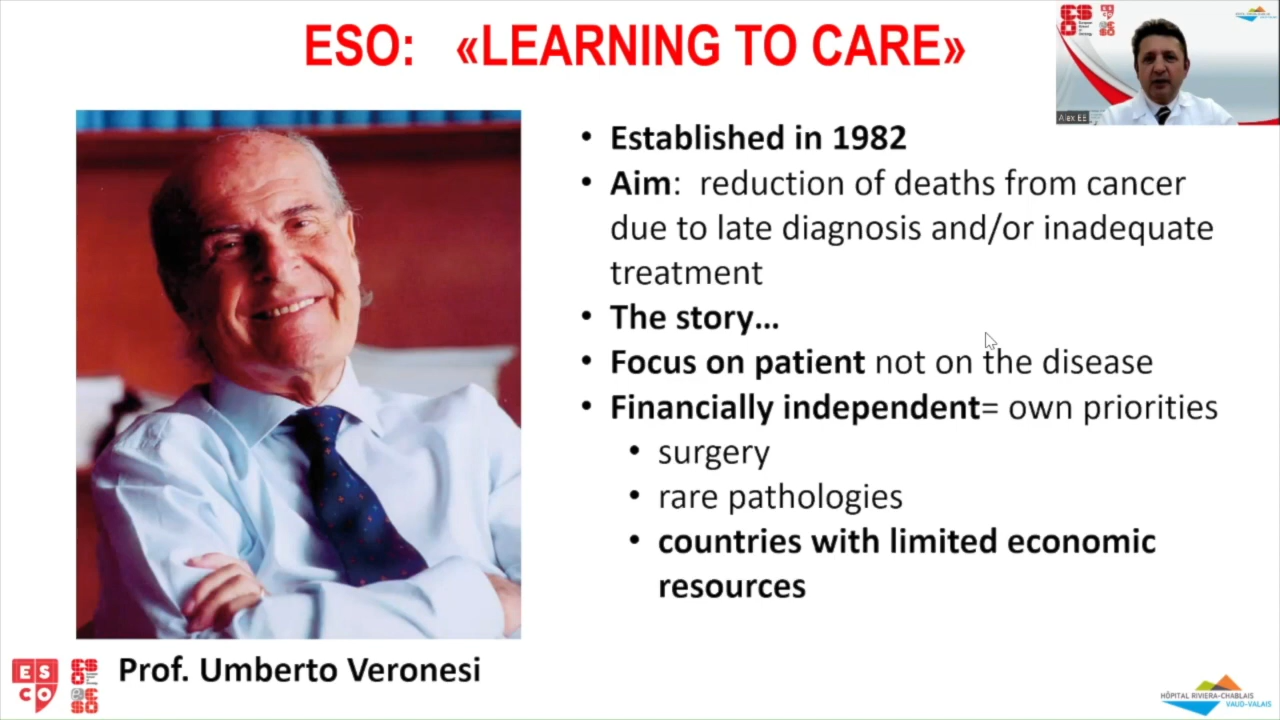 ESO: «LEARNING TO CARE»
Alex EE
• Established in 1982
• Aim: reduction of deaths from cancer
due to late diagnosis and/or inadequate
treatment
• The story...
• Focus on patient not on the disease
• Financially independent= own priorities
• surgery
• rare pathologies
• countries with limited economic
resources
Prof. Umberto Veronesi
ES
CO
HÔPITAL RIVIERA-CHABLAIS
VAUD-VALAIS